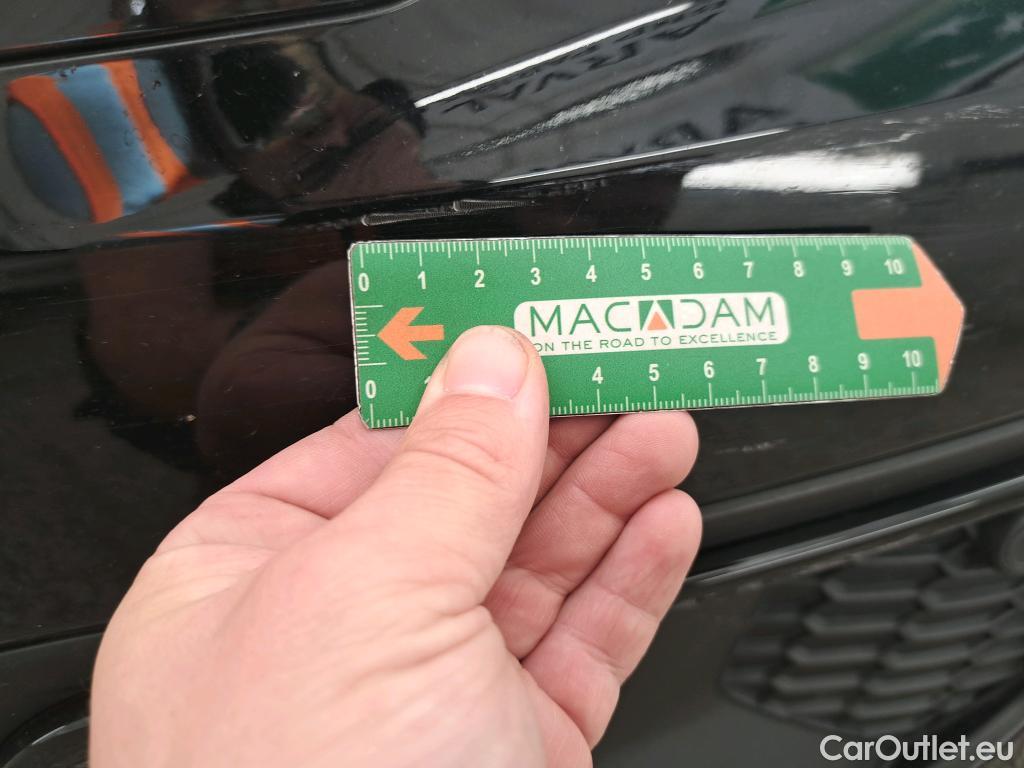 0 1 2 3 4 5 6 7 8 9 10
MACADAM
ON THE ROAD TO EXCELLENCE
0 1 4 5 6 7 8 9 10
CarOutlet.eu